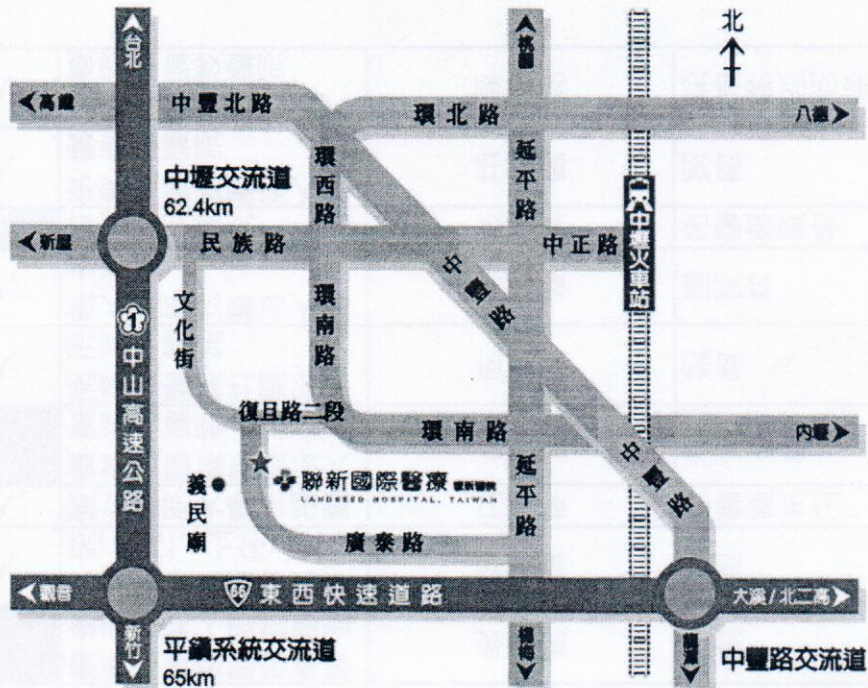 台北
桃園
北
高鐵
中豐北路
環北路
八德
環西路
延平路
中壢交流道
62.4km
新屋
民族路
中正路
中壢火車站
中豐路
文化街
環南路
1
中山高速公路
復旦路二段
環南路
內壢
中豐路
義民廟
聯新國際醫療
LANDSEED HOSPITAL, TAIWAN
延平路
廣泰路
觀音
66
東西快速道路
大溪/北二高
新竹
平鎮系統交流道
65km
楊梅
龍潭
中豐路交流道